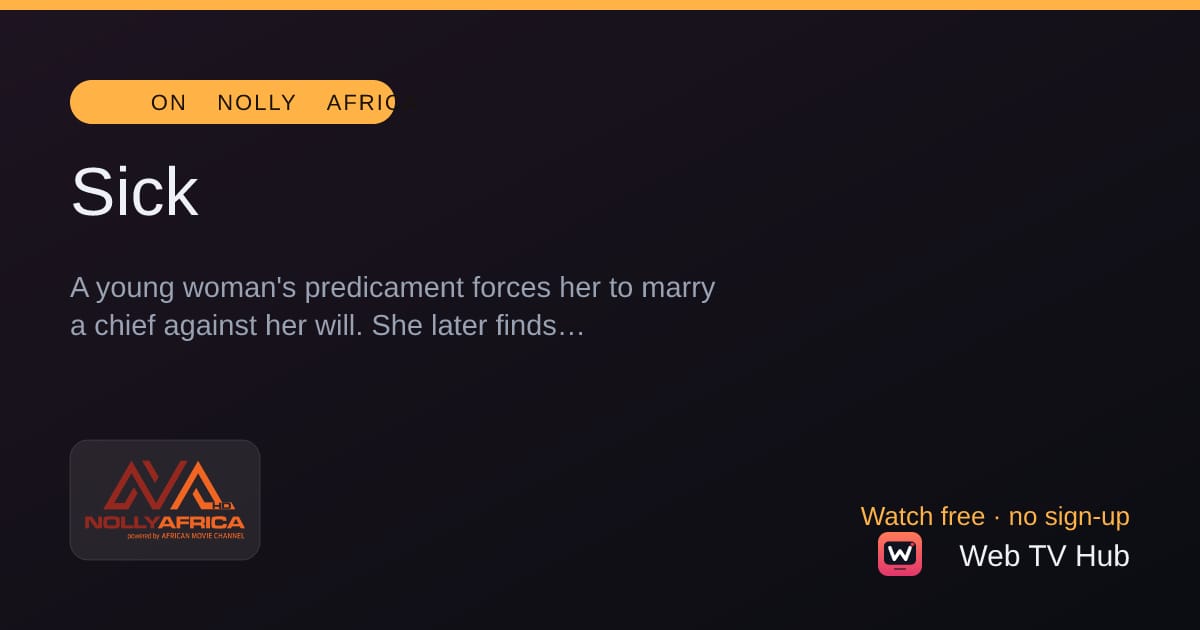 ON NOLLY AFRIC
Sick
A young woman's predicament forces her to marry
a chief against her will. She later finds…
HD
NOLLYAFRICA
powered by AFRICAN MOVIE CHANNEL
Watch free · no sign-up
W
Web TV Hub